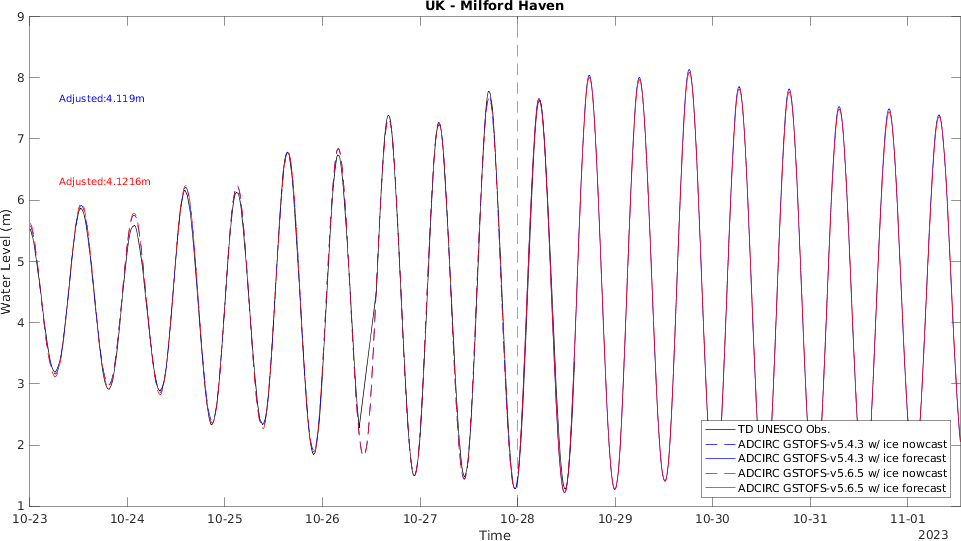 UK - Milford Haven
9
8
7
6
5
4
3
2
1
Water Level (m)
Adjusted:4.119m
Adjusted:4.1216m
TD UNESCO Obs.
ADCIRC GSTOFS-v5.4.3 w/ ice nowcast
ADCIRC GSTOFS-v5.4.3 w/ ice forecast
ADCIRC GSTOFS-v5.6.5 w/ ice nowcast
ADCIRC GSTOFS-v5.6.5 w/ ice forecast
10-23 10-24 10-25 10-26 10-27 10-28 10-29 10-30 10-31 11-01
Time
2023